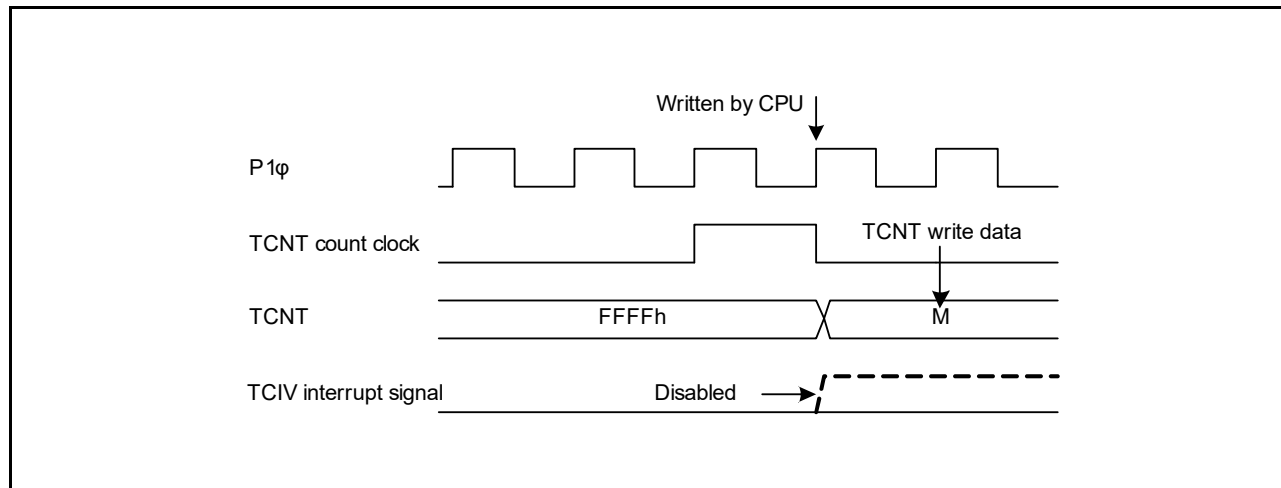 Written by CPU
P1φ
TCNT count clock
TCNT write data
TCNT
FFFFh
M
TCIV interrupt signal
Disabled